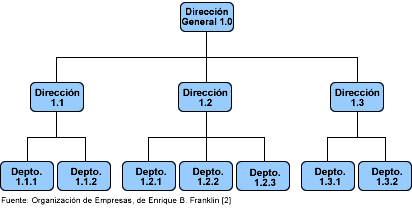 Dirección
General 1.0
Dirección
1.1
Dirección
1.2
Dirección
1.3
Depto.
1.1.1
Depto.
1.1.2
Depto.
1.2.1
Depto.
1.2.2
Depto.
1.2.3
Depto.
1.3.1
Depto.
1.3.2
Fuente: Organización de Empresas, de Enrique B. Franklin [2]